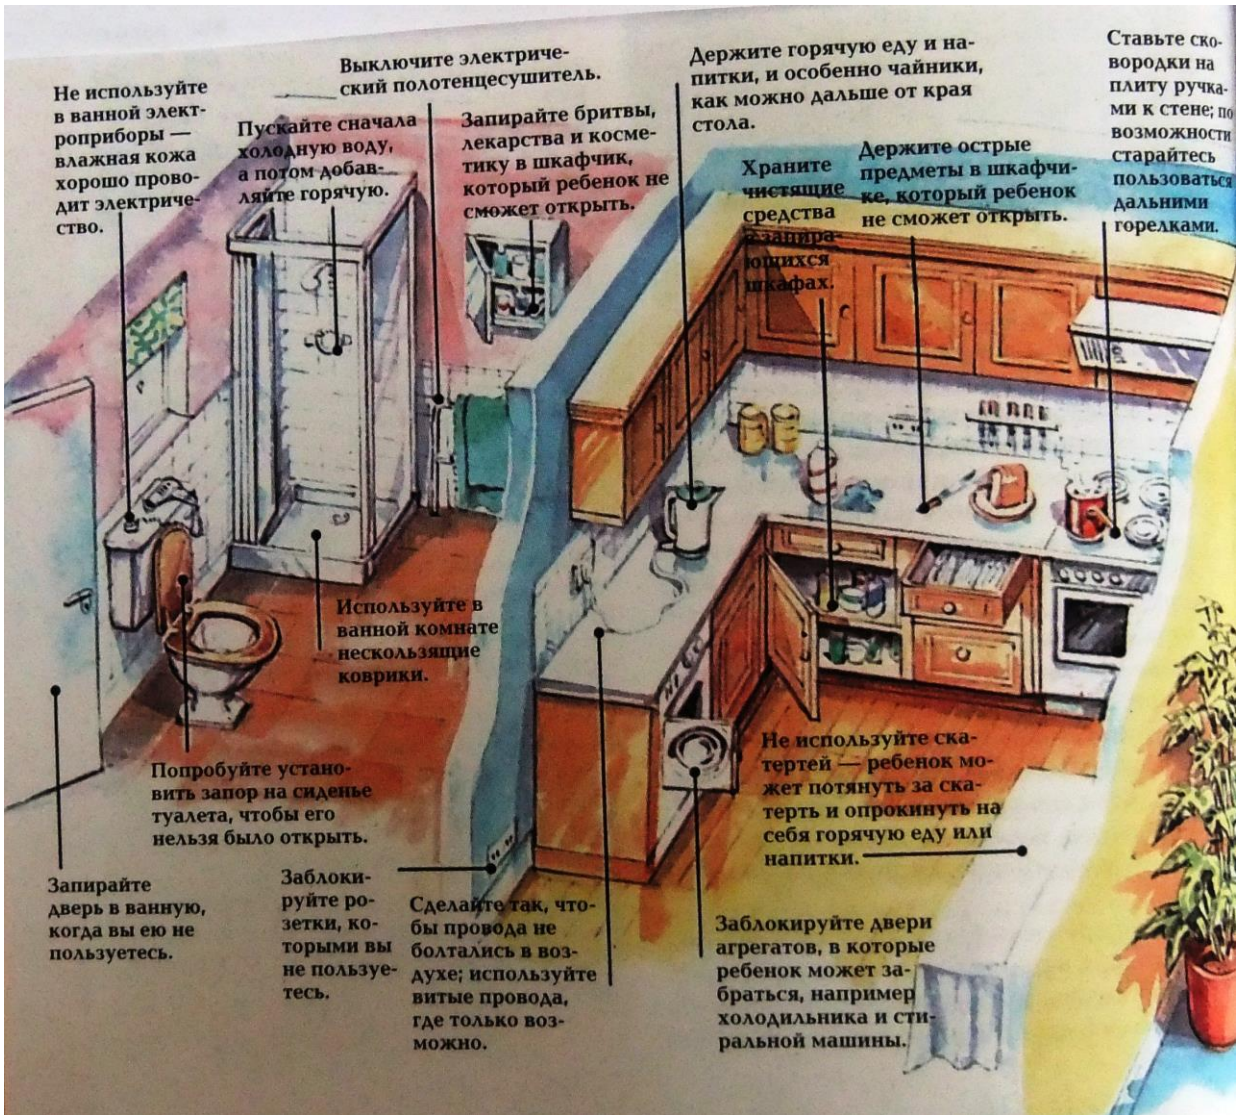 Не используйте
в ванной элект-
роприборы —
влажная кожа
хорошо прово-
дит электриче-
ство.
Пускайте сначала
холодную воду,
а потом добав-
ляйте горячую.
Выключите электриче-
ский полотенцесушитель.
Запирайте бритвы,
лекарства и косме-
тику в шкафчик,
который ребенок не
сможет открыть.
Держите горячую еду и на-
питки, и особенно чайники,
как можно дальше от края
стола.
Храните
чистящие
средства
в запира-
ющихся
шкафах.
Держите острые
предметы в шкафчи-
ке, который ребенок
не сможет открыть.
Ставьте ско-
вородки на
плиту ручка-
ми к стене; по
возможности
старайтесь
пользоваться
дальними
горелками.
Используйте в
ванной комнате
нескользящие
коврики.
Попробуйте устано-
вить запор на сиденье
туалета, чтобы его
нельзя было открыть.
Не используйте ска-
тертей — ребенок мо-
жет потянуть за ска-
терть и опрокинуть на
себя горячую еду или
напитки.
Запирайте
дверь в ванную,
когда вы ею не
пользуетесь.
Заблоки-
руйте ро-
зетки, ко-
торыми вы
не пользуе-
тесь.
Сделайте так, что-
бы провода не
болтались в воз-
духе; используйте
витые провода,
где только воз-
можно.
Заблокируйте двери
агрегатов, в которые
ребенок может за-
браться, например
холодильника и сти-
ральной машины.